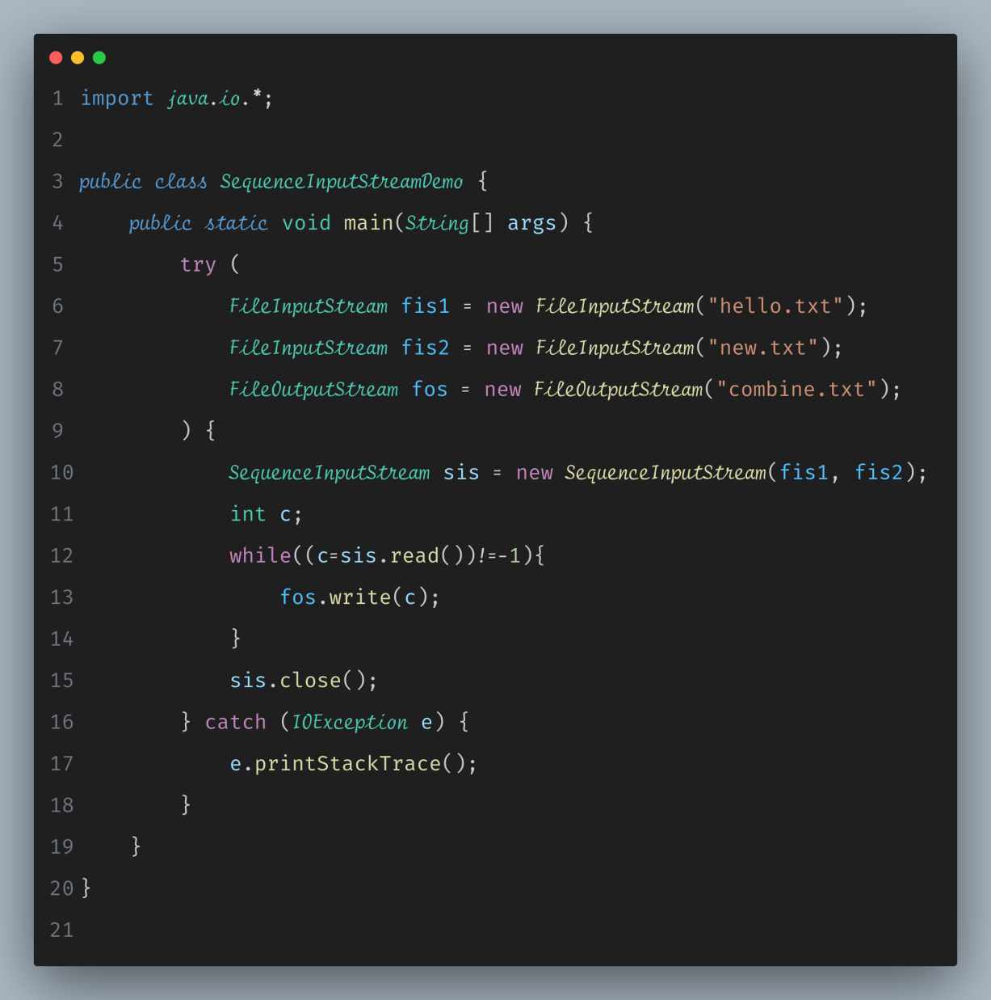 1 import java.io.*;
2
3 public class SequenceInputStreamDemo {
4     public static void main(String[] args) {
5         try (
6             FileInputStream fis1 = new FileInputStream("hello.txt");
7             FileInputStream fis2 = new FileInputStream("new.txt");
8             FileOutputStream fos = new FileOutputStream("combine.txt");
9         ) {
10             SequenceInputStream sis = new SequenceInputStream(fis1, fis2);
11             int c;
12             while((c=sis.read())!=-1){
13                 fos.write(c);
14             }
15             sis.close();
16         } catch (IOException e) {
17             e.printStackTrace();
18         }
19     }
20 }
21